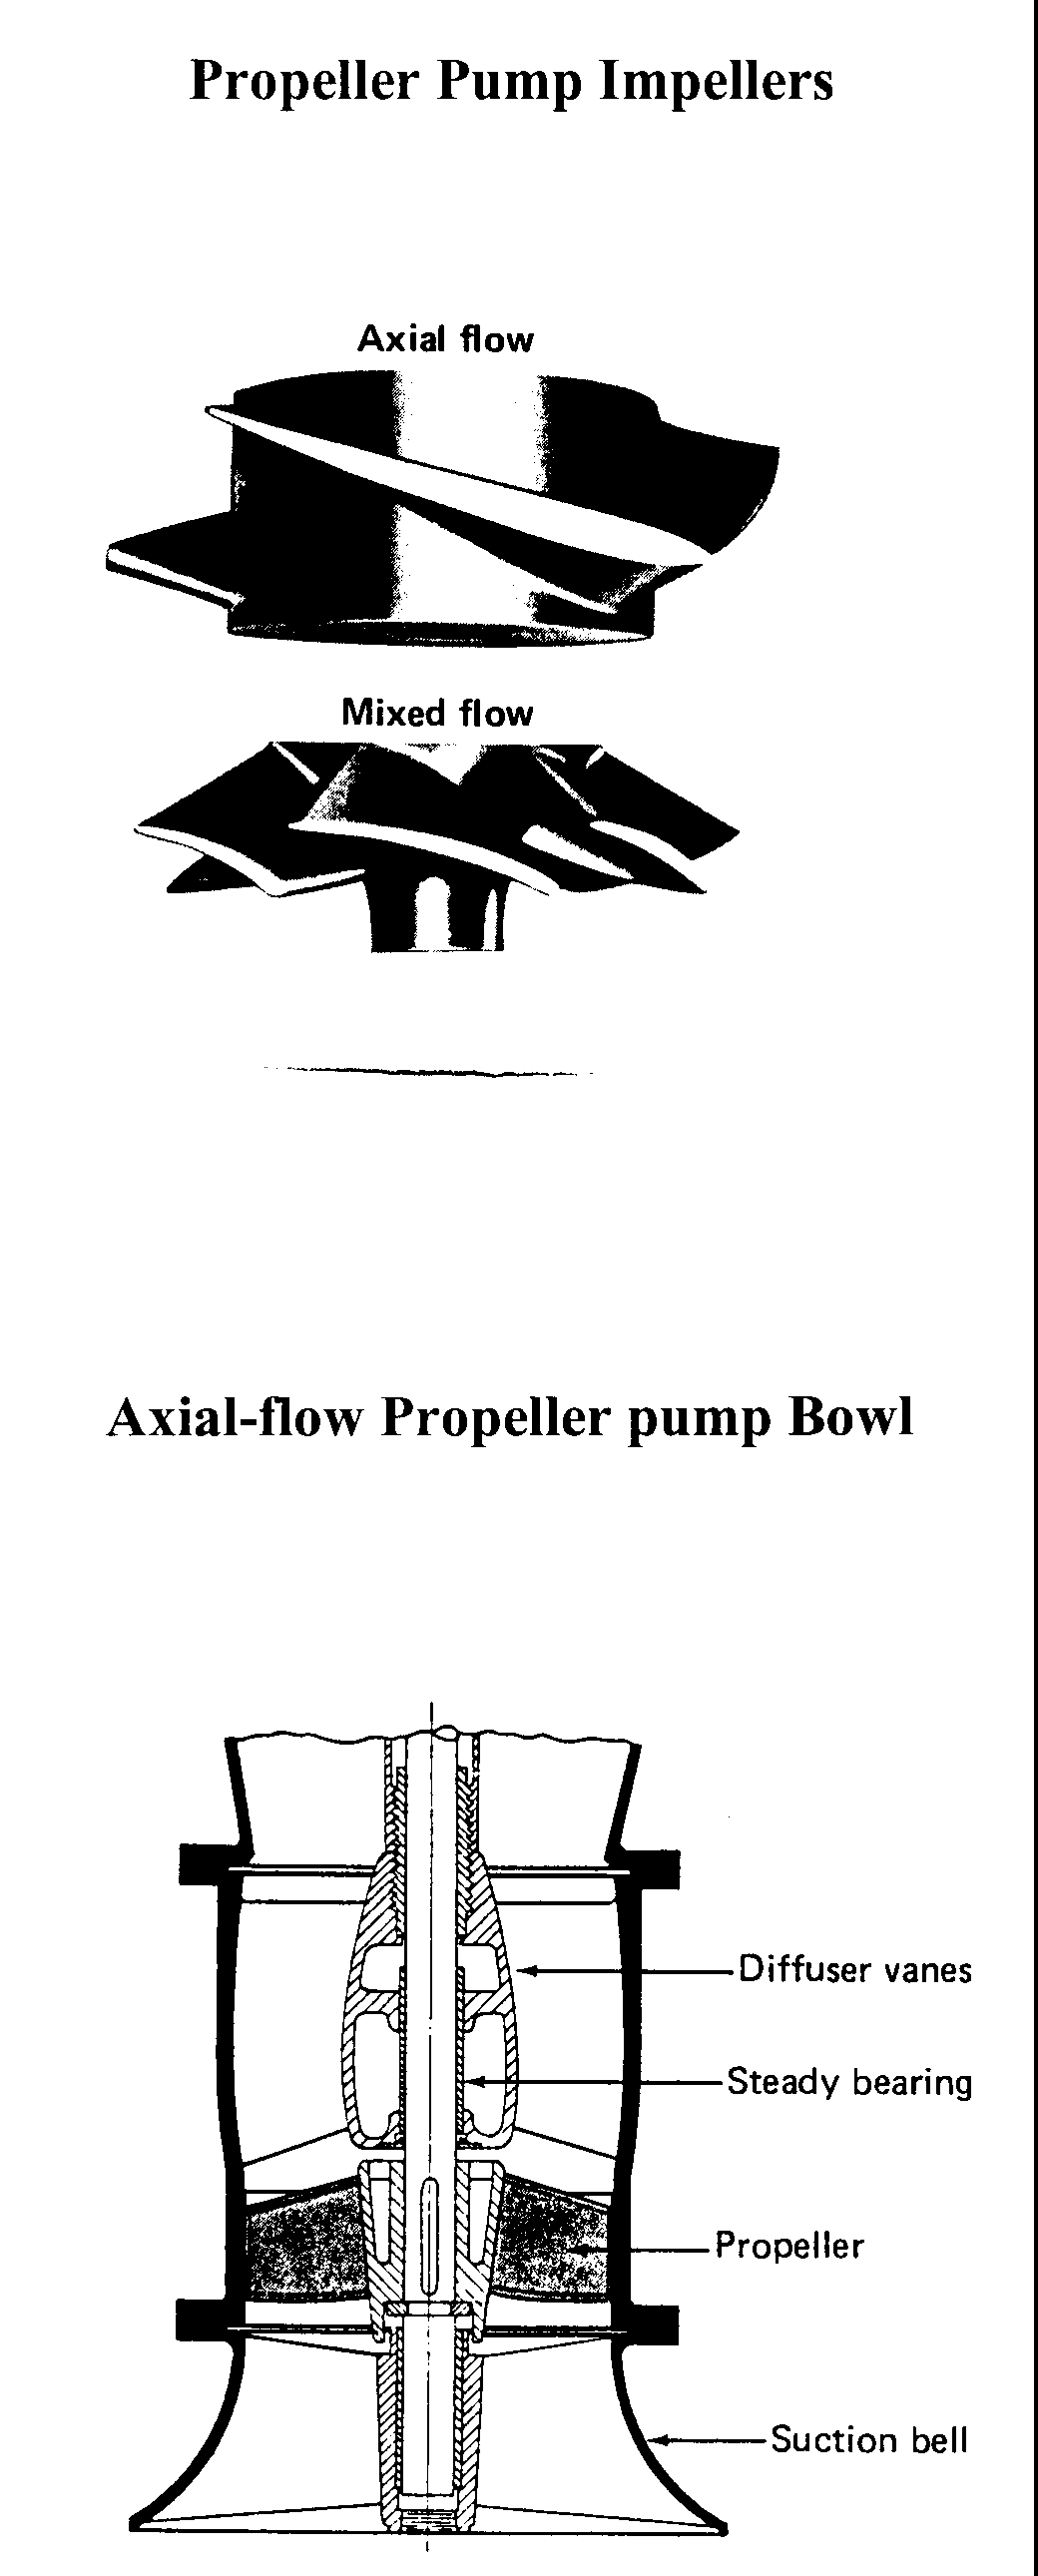 Propeller Pump Impellers
Axial flow
Mixed flow
Axial-flow Propeller pump Bowl
Diffuser vanes
Steady bearing
Propeller
Suction bell